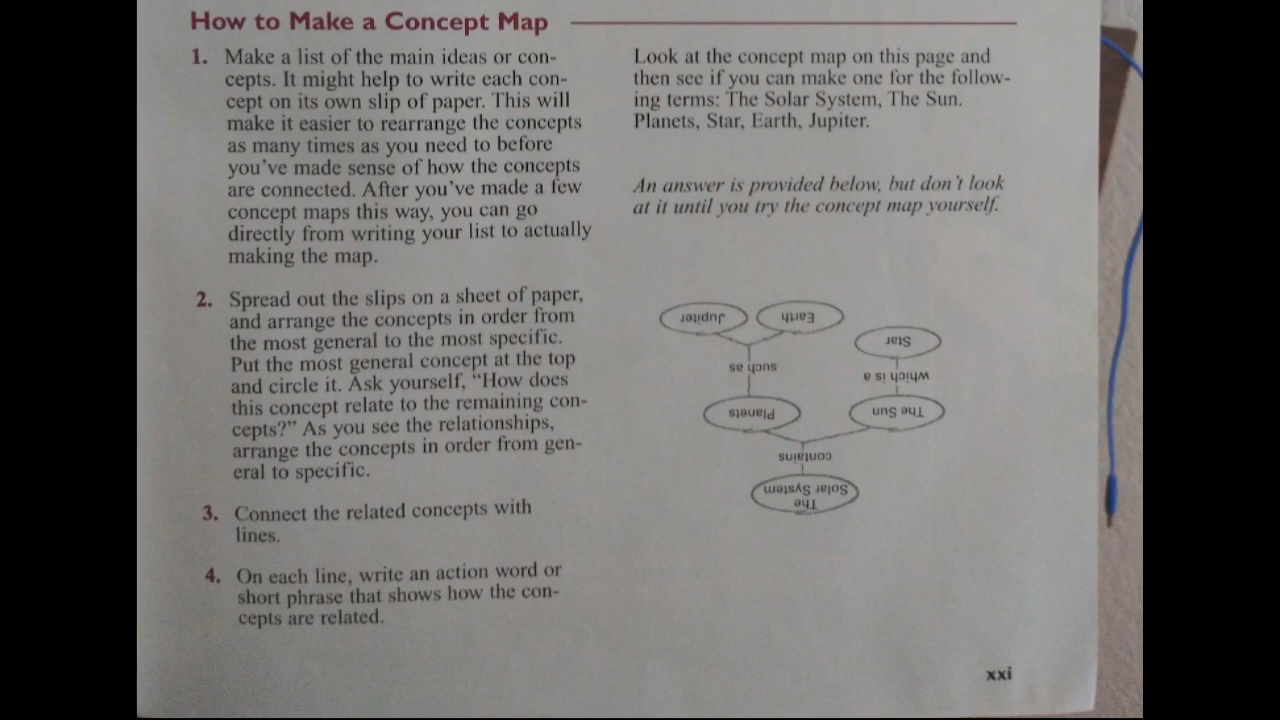 How to Make a Concept Map
1. Make a list of the main ideas or con-
cepts. It might help to write each con-
cept on its own slip of paper. This will
make it easier to rearrange the concepts
as many times as you need to before
you've made sense of how the concepts
are connected. After you've made a few
concept maps this way, you can go
directly from writing your list to actually
making the map.
2. Spread out the slips on a sheet of paper,
and arrange the concepts in order from
the most general to the most specific.
Put the most general concept at the top
and circle it. Ask yourself, “How does
this concept relate to the remaining con-
cepts?” As you see the relationships,
arrange the concepts in order from gen-
eral to specific.
3. Connect the related concepts with
lines.
4. On each line, write an action word or
short phrase that shows how the con-
cepts are related.
Look at the concept map on this page and
then see if you can make one for the follow-
ing terms: The Solar System, The Sun.
Planets, Star, Earth, Jupiter.
An answer is provided below, but don't look
at it until you try the concept map yourself.
The
Solar System
contains
The Sun
Planets
which is a
such as
Star
Earth
Jupiter
xxi